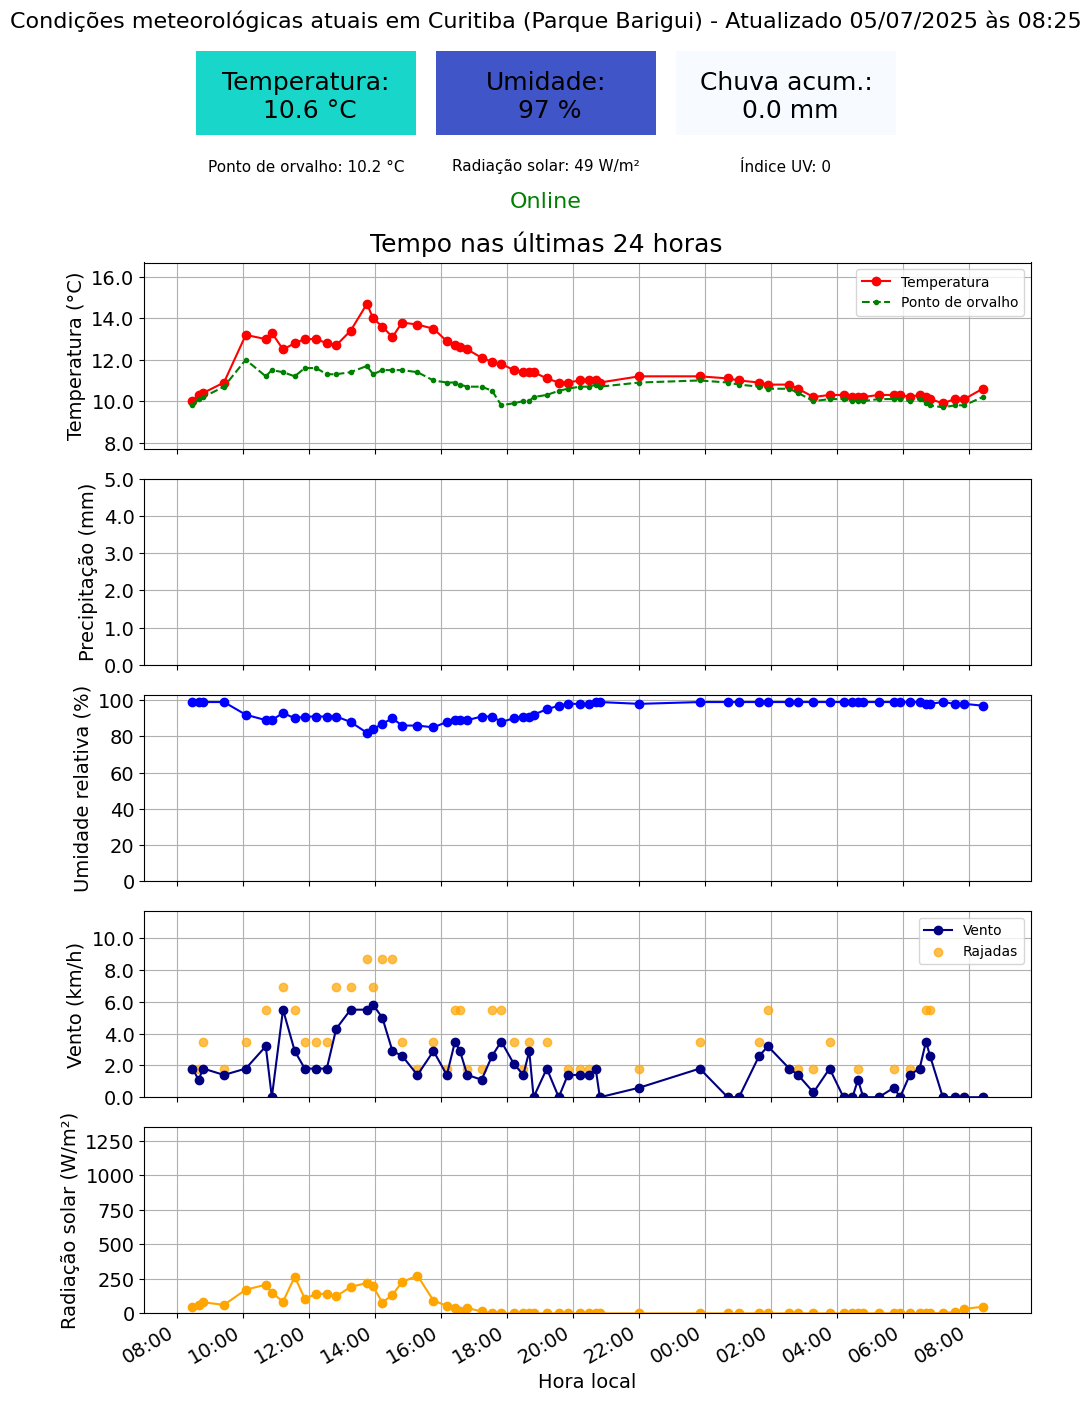 Condições meteorológicas atuais em Curitiba (Parque Barigui) - Atualizado 05/07/2025 às 08:25
Temperatura:
10.6 °C
Umidade:
97 %
Chuva acum.:
0.0 mm
Ponto de orvalho: 10.2 °C
Radiação solar: 49 W/m²
Índice UV: 0
Online
Tempo nas últimas 24 horas
Temperatura (°C)
16.0
14.0
12.0
10.0
8.0
Temperatura
Ponto de orvalho
Precipitação (mm)
5.0
4.0
3.0
2.0
1.0
0.0
Umidade relativa (%)
100
80
60
40
20
0
Vento (km/h)
10.0
8.0
6.0
4.0
2.0
0.0
Vento
Rajadas
Radiação solar (W/m²)
1250
1000
750
500
250
0
08:00
10:00
12:00
14:00
16:00
18:00
20:00
22:00
00:00
02:00
04:00
06:00
08:00
Hora local